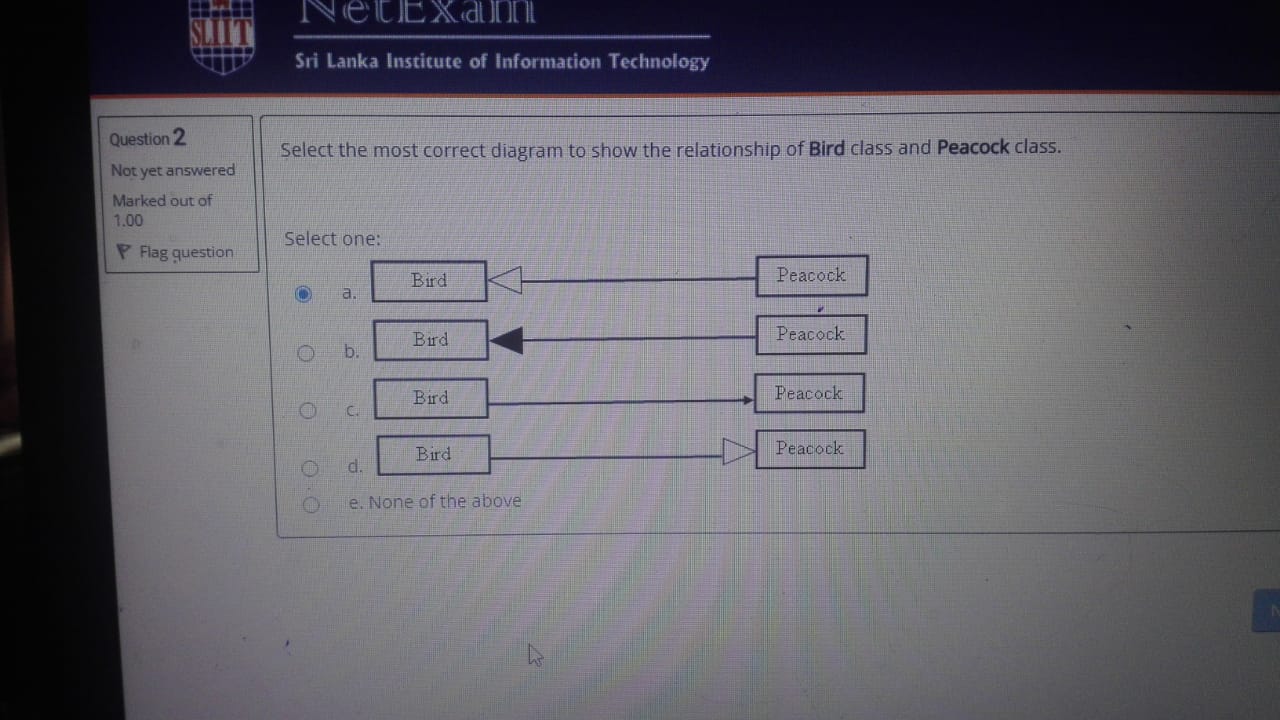 SLIIT
NetExam
Sri Lanka Institute of Information Technology
Question 2
Not yet answered
Marked out of
1.00
Flag question
Select the most correct diagram to show the relationship of Bird class and Peacock class.
Select one:
a. Bird Peacock
b. Bird Peacock
c. Bird Peacock
d. Bird Peacock
e. None of the above